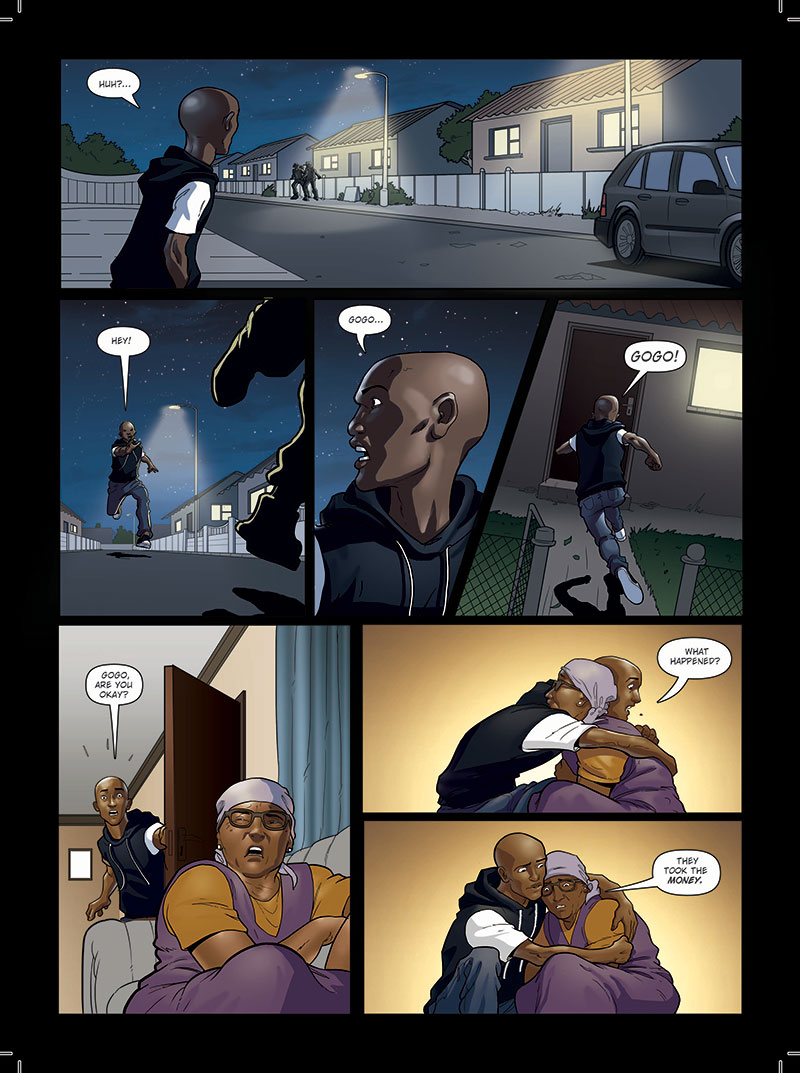 HUH?...
HEY!
GOGO...
GOGO!
GOGO,
ARE YOU
OKAY?
WHAT
HAPPENED?
THEY
TOOK THE
MONEY.